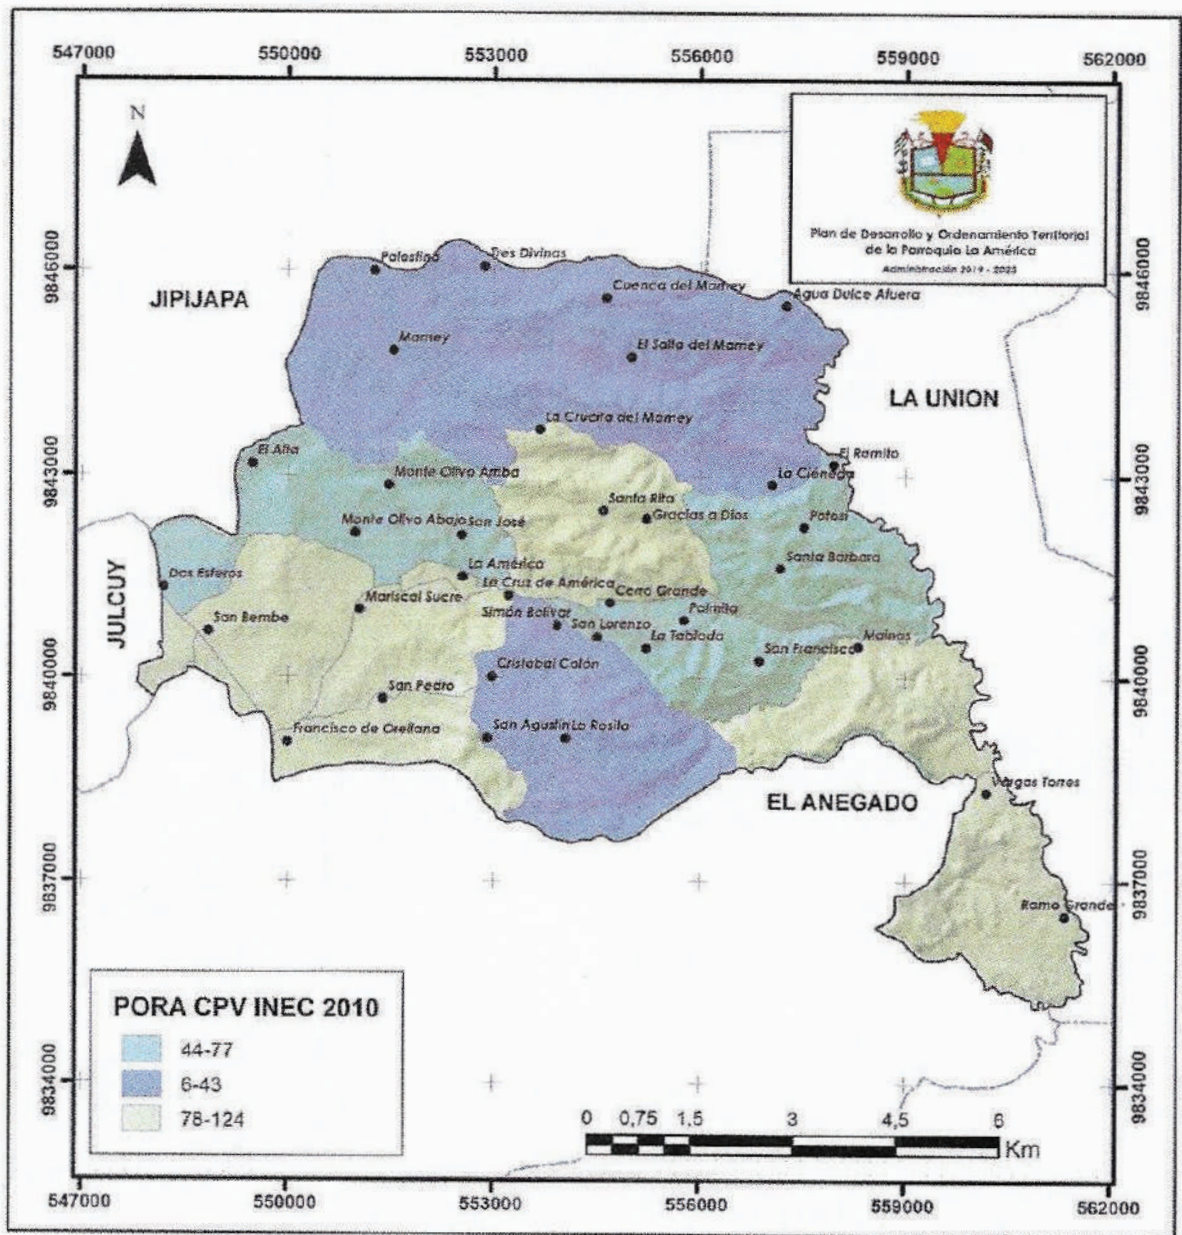 547000 550000 553000 556000 559000 562000
N
Plan de Desarrollo y Ordenamiento Territorial
de la Parroquia La América
Administración 2019 - 2023
9846000
9846000
Palestina
Tres Divinas
JIPIJAPA
Cuenca del Mamey
Agua Dulce Afuera
Mamey
El Salto del Mamey
LA UNION
La Crucita del Mamey
El Alta
El Ramito
9843000
9843000
Monte Olivo Arriba
La Ciénega
Santa Rita
Gracias a Dios
Potosi
Monte Olivo Abajo
San José
Santa Barbara
JULCUY
Dos Esteros
La América
La Cruz de América
Cerro Grande
Mariscal Sucre
Simón Bolívar
Palmita
San Bembe
San Lorenzo
La Tablada
San Francisco
Mainas
9840000
9840000
Cristobal Colón
San Pedro
Francisco de Orellana
San Agustin
La Rosita
Vargas Torres
EL ANEGADO
9837000
9837000
Ramo Grande
PORA CPV INEC 2010
44-77
6-43
78-124
9834000
9834000
0 0,75 1,5 3 4,5 6
Km
547000 550000 553000 556000 559000 562000